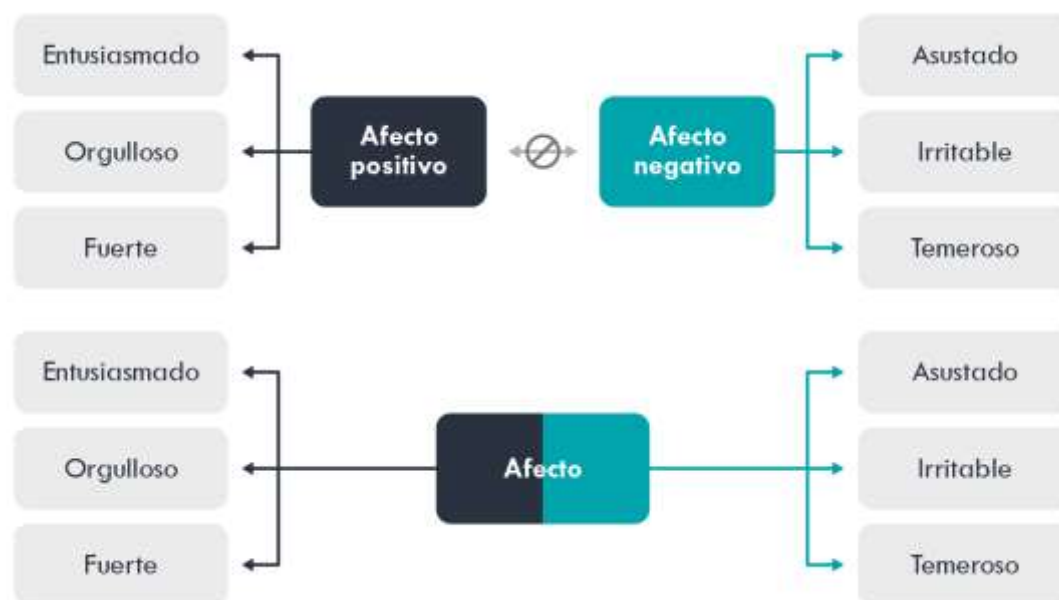 Entusiasmado
Orgulloso
Fuerte
Afecto
positivo
Afecto
negativo
Asustado
Irritable
Temeroso
Entusiasmado
Orgulloso
Fuerte
Afecto
Asustado
Irritable
Temeroso